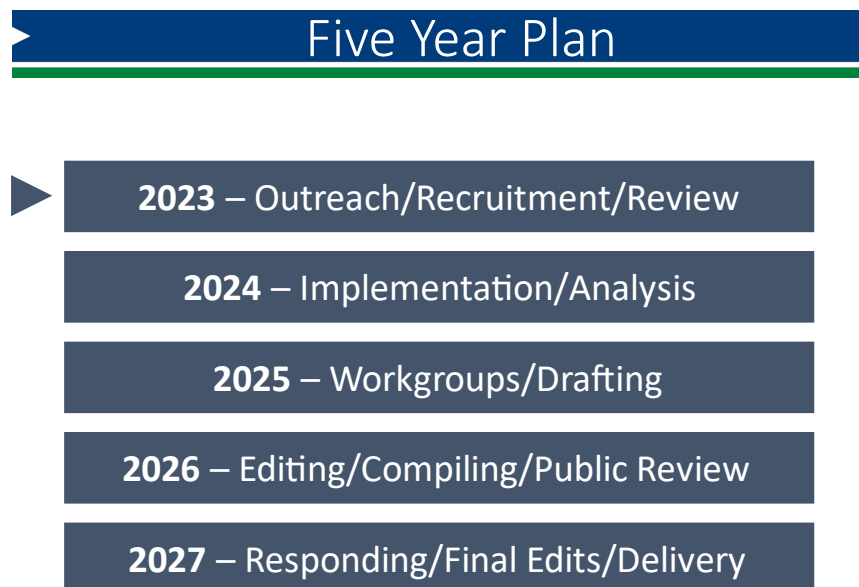 Five Year Plan
2023 – Outreach/Recruitment/Review
2024 – Implementation/Analysis
2025 – Workgroups/Drafting
2026 – Editing/Compiling/Public Review
2027 – Responding/Final Edits/Delivery